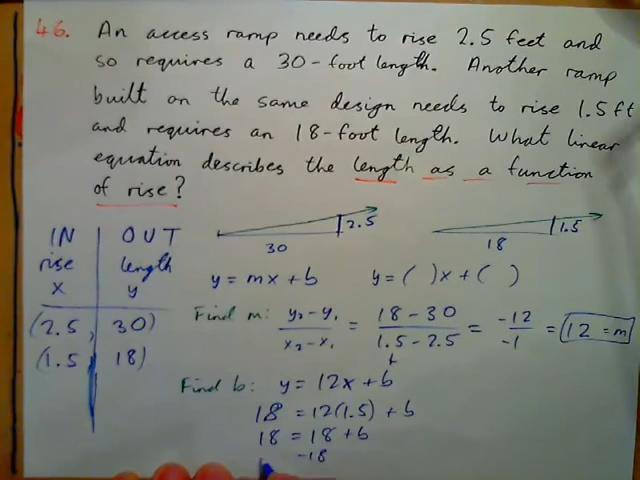 46. An access ramp needs to rise 2.5 feet and
so requires a 30-foot length. Another ramp
built on the same design needs to rise 1.5 ft
and requires an 18-foot length. What linear
equation describes the length as a function
of rise?
IN OUT
rise length
x y
(2.5, 30)
(1.5, 18)
2.5
30
1.5
18
y = mx + b y = ( )x + ( )
Find m: y₂-y₁ / x₂-x₁ = 18-30 / 1.5-2.5 = -12 / -1 = 12 = m
Find b: y = 12x + b
18 = 12(1.5) + b
18 = 18 + b
-18